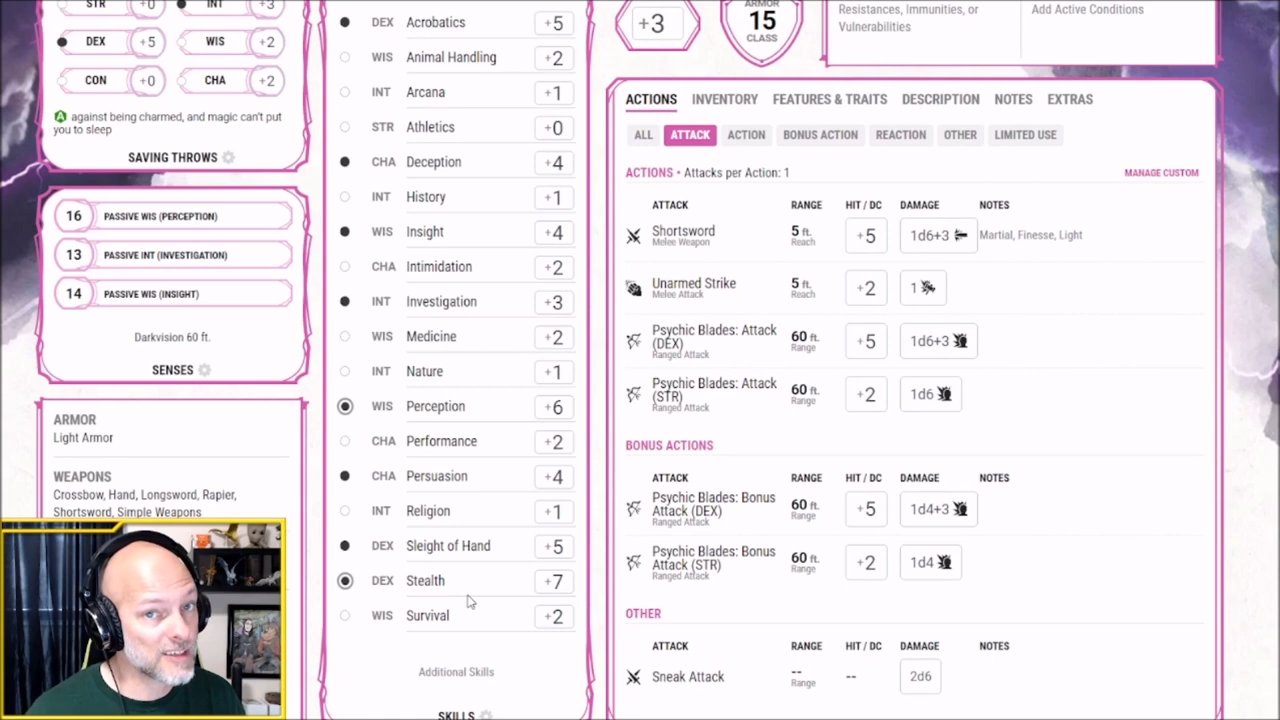 STR +0 INT +3
DEX +5 WIS +2
CON +0 CHA +2
A against being charmed, and magic can't put
you to sleep
SAVING THROWS
16 PASSIVE WIS (PERCEPTION)
13 PASSIVE INT (INVESTIGATION)
14 PASSIVE WIS (INSIGHT)
Darkvision 60 ft.
SENSES
ARMOR
Light Armor
WEAPONS
Crossbow, Hand, Longsword, Rapier,
Shortsword, Simple Weapons
DEX Acrobatics +5
WIS Animal Handling +2
INT Arcana +1
STR Athletics +0
CHA Deception +4
INT History +1
WIS Insight +4
CHA Intimidation +2
INT Investigation +3
WIS Medicine +2
INT Nature +1
WIS Perception +6
CHA Performance +2
CHA Persuasion +4
INT Religion +1
DEX Sleight of Hand +5
DEX Stealth +7
WIS Survival +2
Additional Skills
SKILLS
+3
ARMOR
15
CLASS
Resistances, Immunities, or
Vulnerabilities
Add Active Conditions
ACTIONS INVENTORY FEATURES & TRAITS DESCRIPTION NOTES EXTRAS
ALL ATTACK ACTION BONUS ACTION REACTION OTHER LIMITED USE
ACTIONS • Attacks per Action: 1 MANAGE CUSTOM
ATTACK RANGE HIT / DC DAMAGE NOTES
Shortsword 5 ft. +5 1d6+3 Martial, Finesse, Light
Melee Weapon Reach
Unarmed Strike 5 ft. +2 1
Melee Attack Reach
Psychic Blades: Attack
(DEX) 60 ft. +5 1d6+3
Ranged Attack Range
Psychic Blades: Attack
(STR) 60 ft. +2 1d6
Ranged Attack Range
BONUS ACTIONS
ATTACK RANGE HIT / DC DAMAGE NOTES
Psychic Blades: Bonus
Attack (DEX) 60 ft. +5 1d4+3
Ranged Attack Range
Psychic Blades: Bonus
Attack (STR) 60 ft. +2 1d4
Ranged Attack Range
OTHER
ATTACK RANGE HIT / DC DAMAGE NOTES
Sneak Attack -- -- 2d6
Range